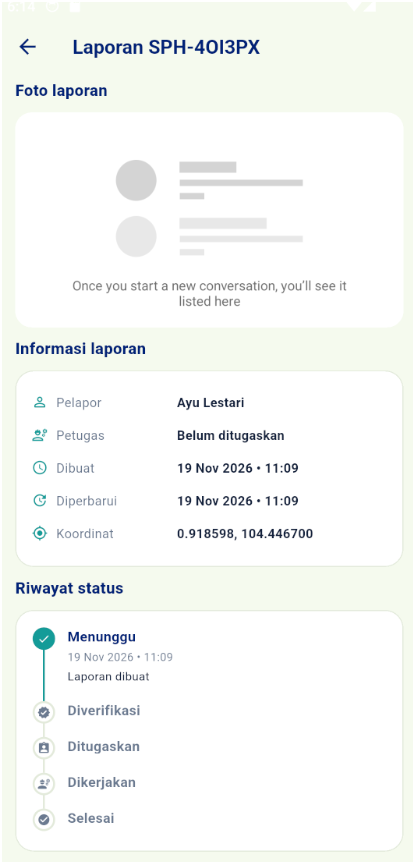 8:14
Laporan SPH-4OI3PX
Foto laporan
Once you start a new conversation, you'll see it
listed here
Informasi laporan
Pelapor Ayu Lestari
Petugas Belum ditugaskan
Dibuat 19 Nov 2026 • 11:09
Diperbarui 19 Nov 2026 • 11:09
Koordinat 0.918598, 104.446700
Riwayat status
Menunggu
19 Nov 2026 • 11:09
Laporan dibuat
Diverifikasi
Ditugaskan
Dikerjakan
Selesai